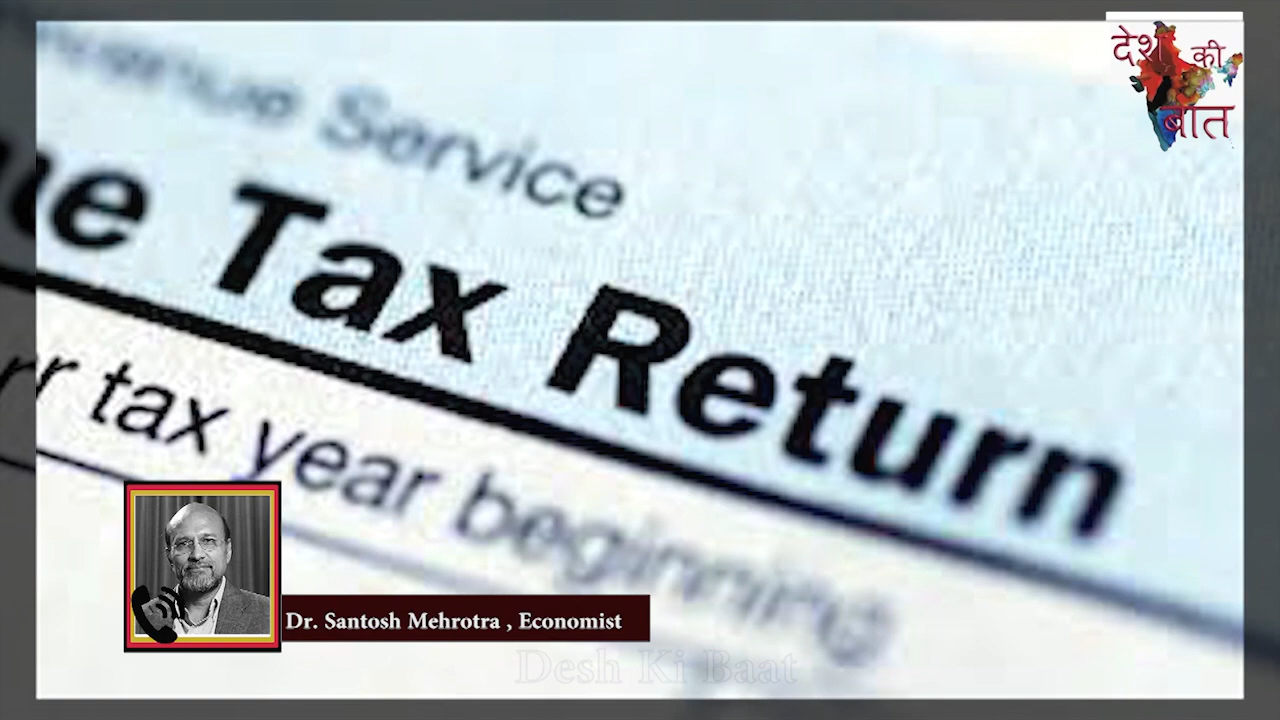 देश की
बात
Service
Tax Return
tax year beginning
Dr. Santosh Mehrotra , Economist
Desh Ki Baat